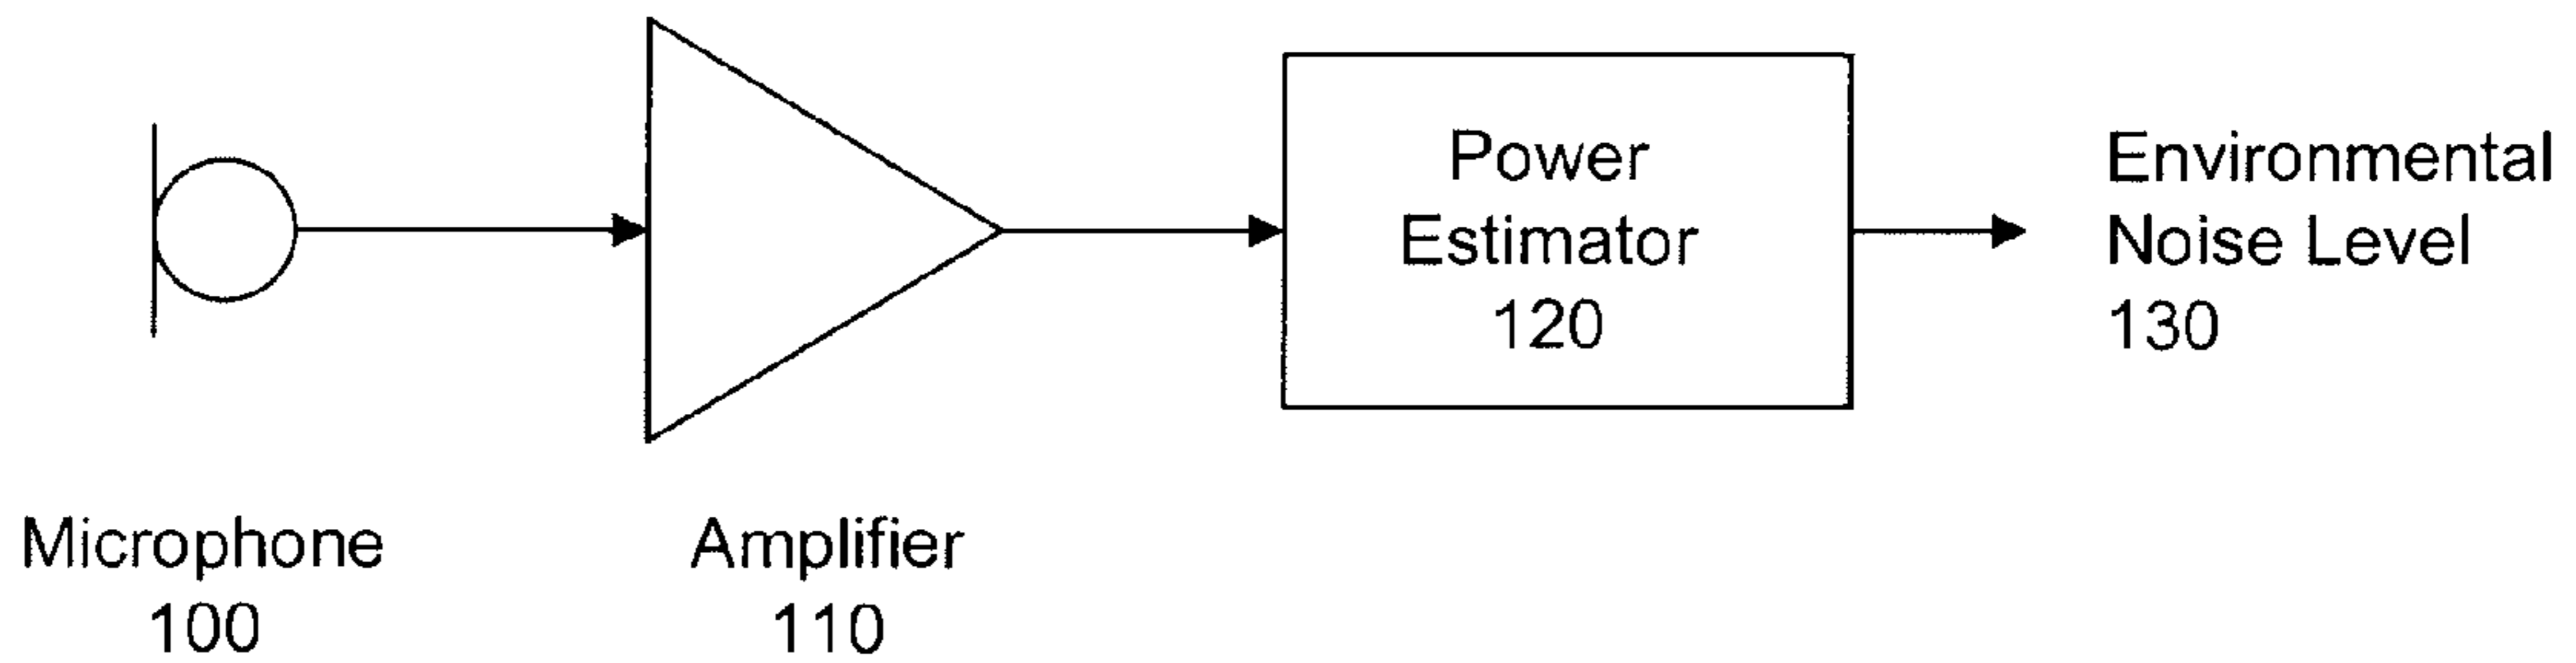 Microphone
100
Amplifier
110
Power
Estimator
120
Environmental
Noise Level
130